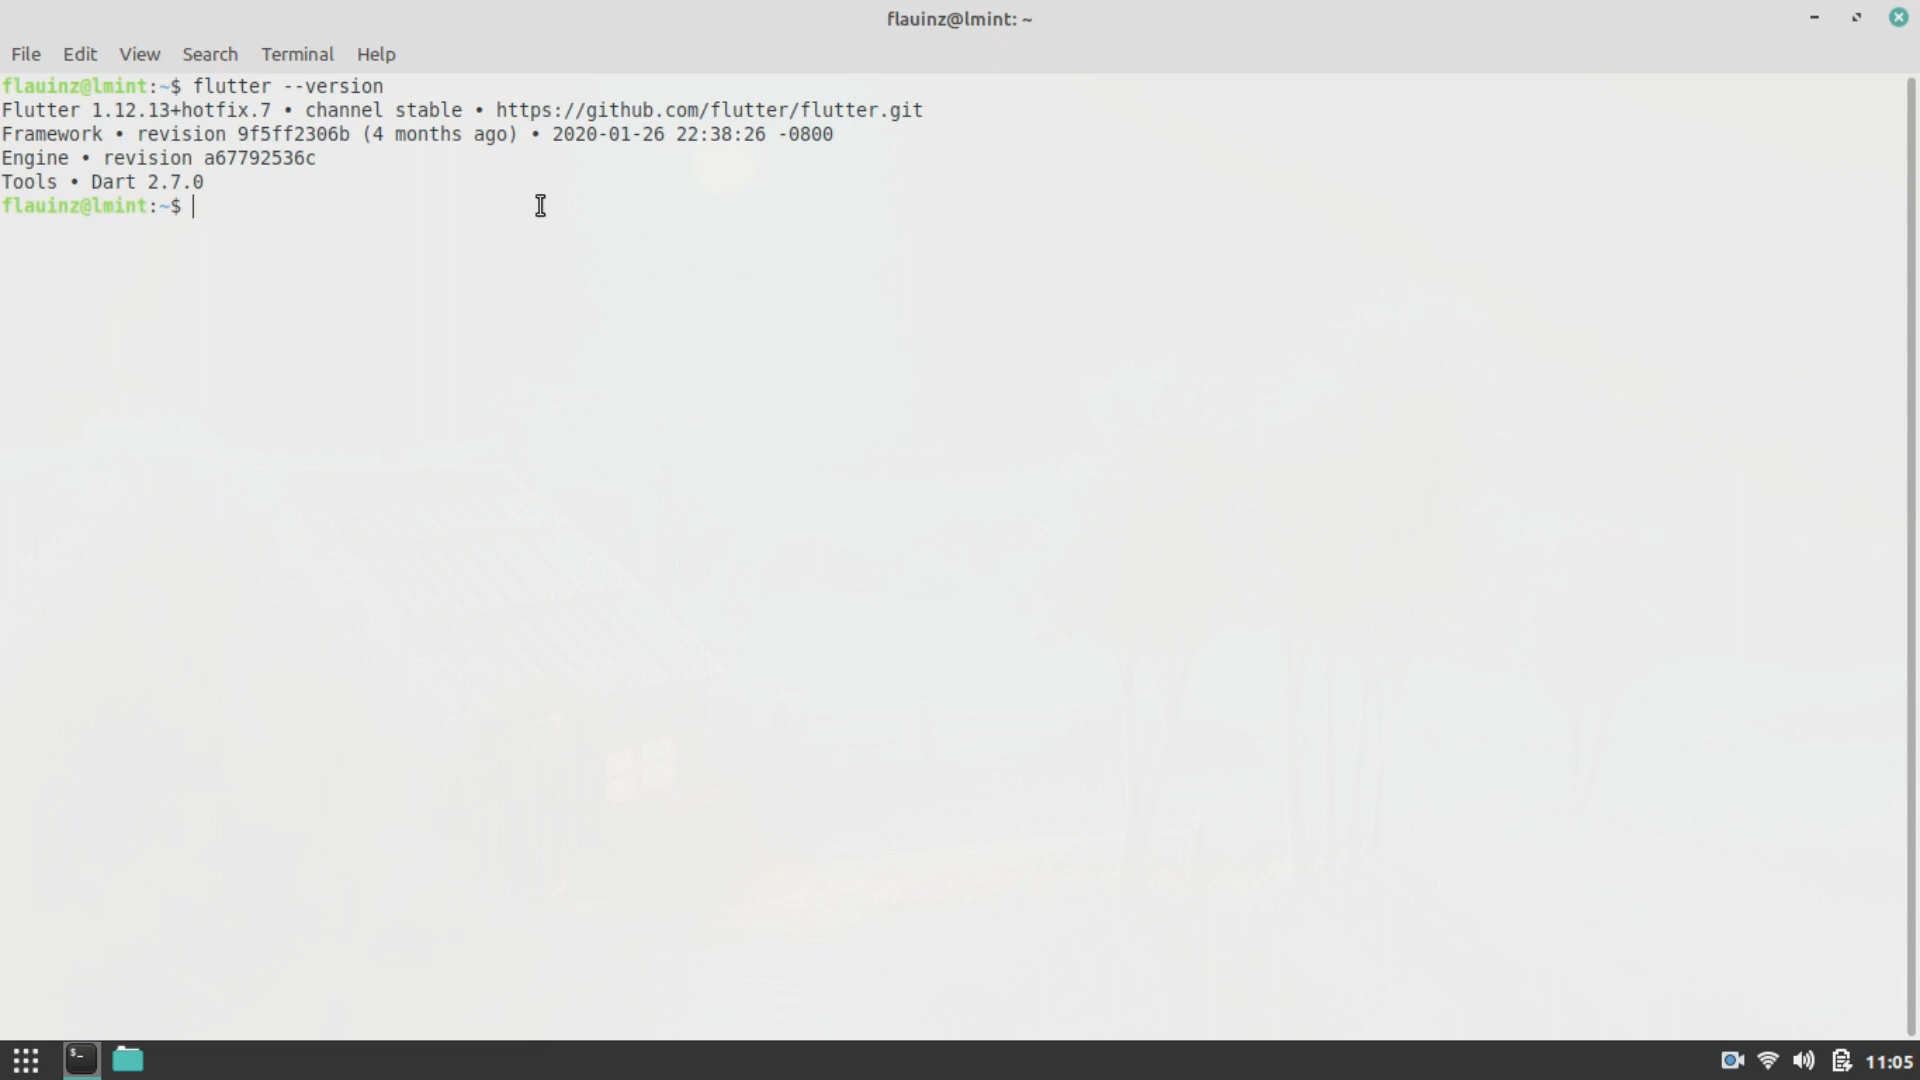 flauinz@lmint: ~
File Edit View Search Terminal Help
flauinz@lmint:~$ flutter --version
Flutter 1.12.13+hotfix.7 • channel stable • https://github.com/flutter/flutter.git
Framework • revision 9f5ff2306b (4 months ago) • 2020-01-26 22:38:26 -0800
Engine • revision a67792536c
Tools • Dart 2.7.0
flauinz@lmint:~$
$_
11:05